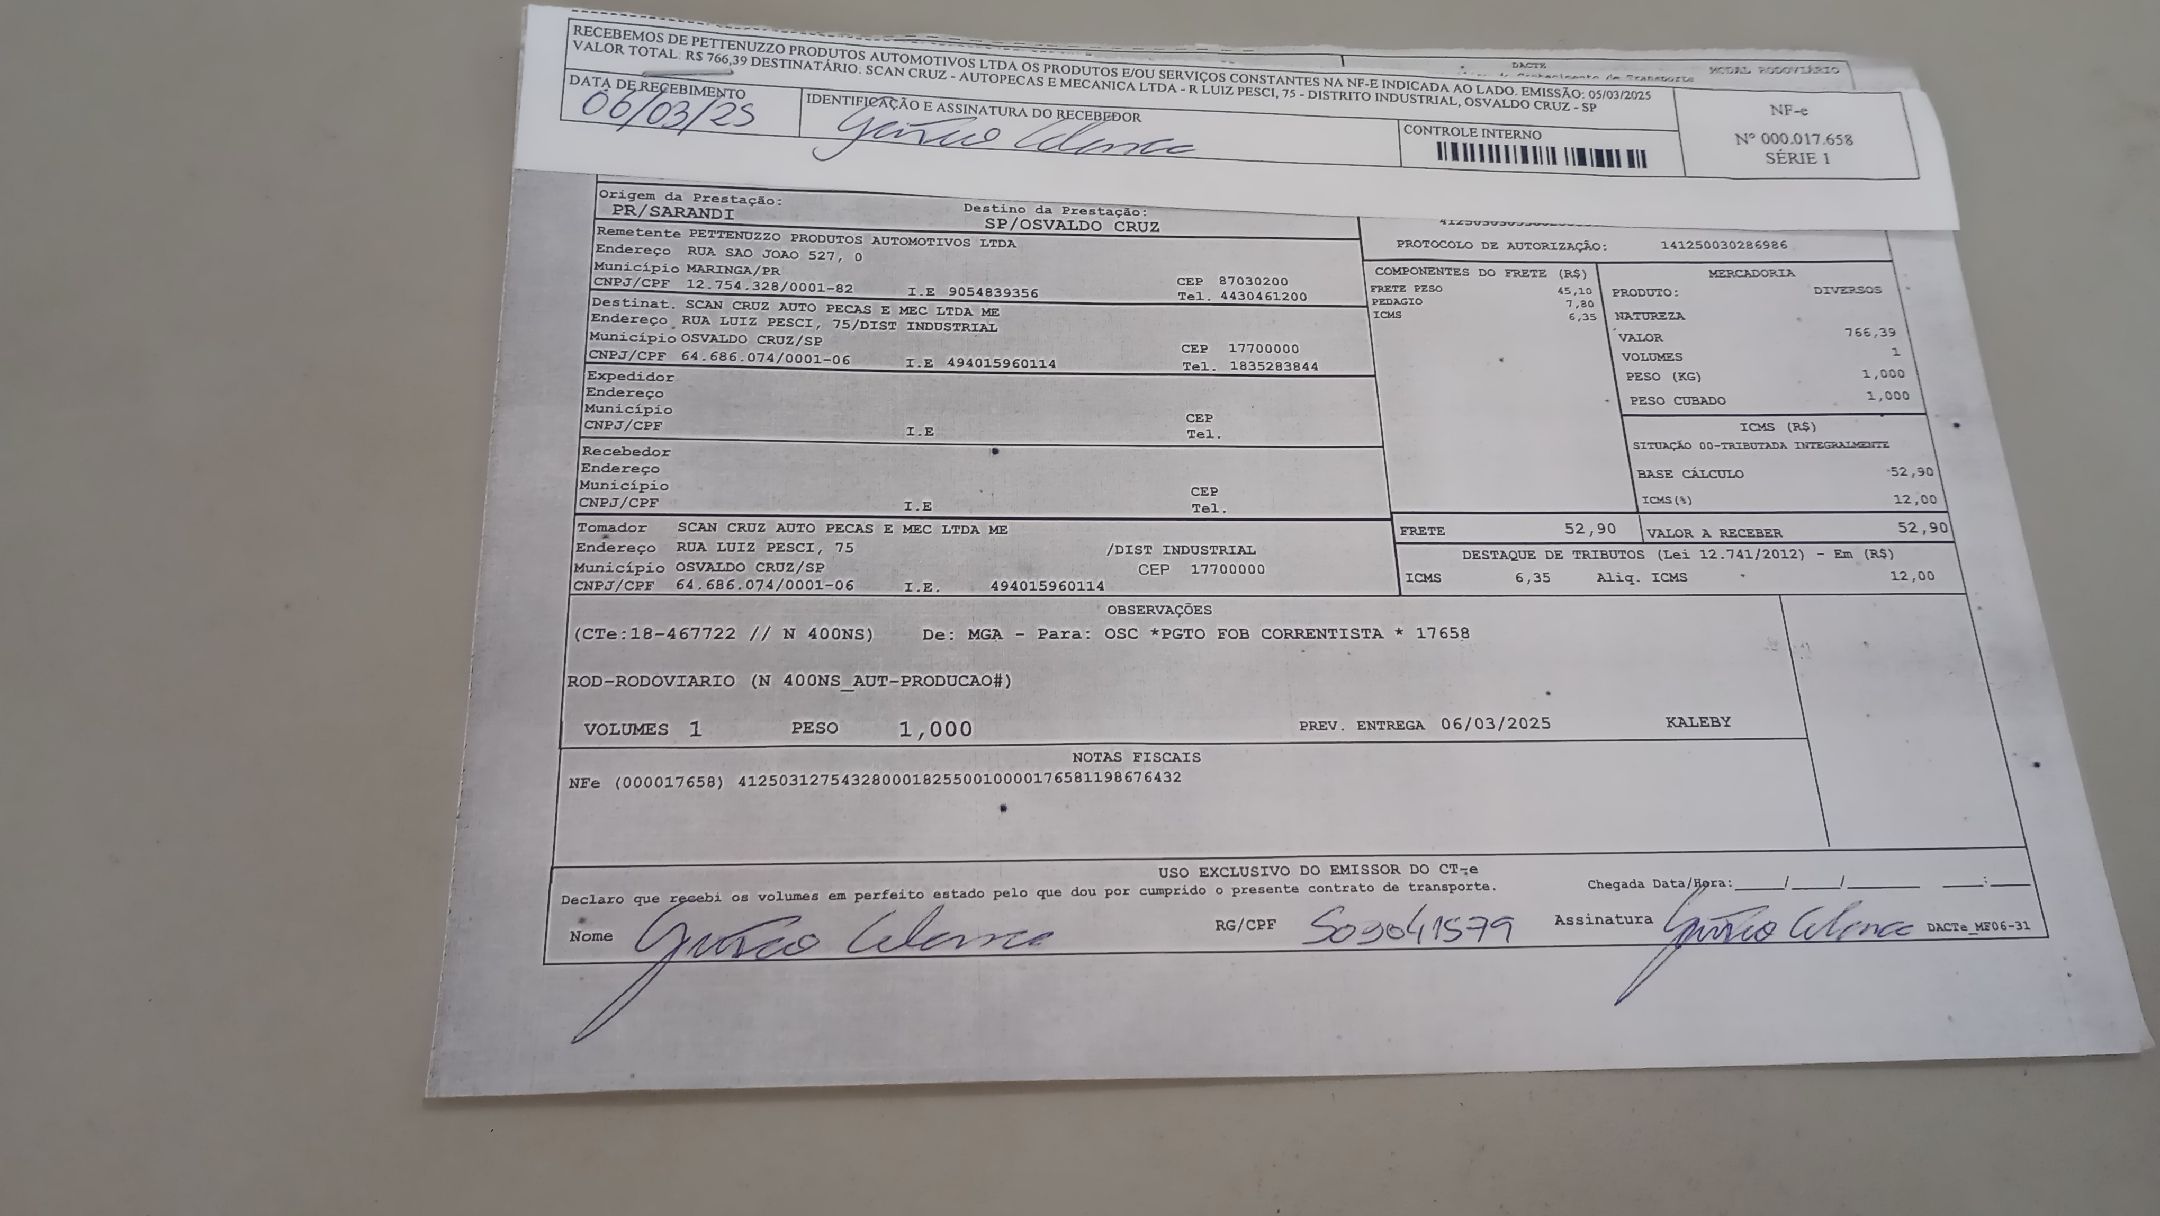 RECEBEMOS DE PETTENUZZO PRODUTOS AUTOMOTIVOS LTDA OS PRODUTOS E/OU SERVIÇOS CONSTANTES NA NF-E INDICADA AO LADO. EMISSÃO: 05/03/2025
VALOR TOTAL: R$ 766,39 DESTINATÁRIO: SCAN CRUZ - AUTOPECAS E MECANICA LTDA - R LUIZ PESCI, 75 - DISTRITO INDUSTRIAL, OSVALDO CRUZ - SP
DACTE
MODAL RODOVIÁRIO
DATA DE RECEBIMENTO
06/03/25
IDENTIFICAÇÃO E ASSINATURA DO RECEBEDOR
CONTROLE INTERNO
NF-e
Nº 000.017.658
SÉRIE 1
Origem da Prestação:
PR/SARANDI
Destino da Prestação:
SP/OSVALDO CRUZ
Remetente PETTENUZZO PRODUTOS AUTOMOTIVOS LTDA
Endereço RUA SAO JOAO 527, 0
Município MARINGA/PR CEP 87030200
CNPJ/CPF 12.754.328/0001-82 I.E 9054839356 Tel. 4430461200
Destinat. SCAN CRUZ AUTO PECAS E MEC LTDA ME
Endereço RUA LUIZ PESCI, 75/DIST INDUSTRIAL
Município OSVALDO CRUZ/SP CEP 17700000
CNPJ/CPF 64.686.074/0001-06 I.E 494015960114 Tel. 1835283844
Expedidor
Endereço
Município CEP
CNPJ/CPF I.E Tel.
Recebedor
Endereço
Município CEP
CNPJ/CPF I.E Tel.
Tomador SCAN CRUZ AUTO PECAS E MEC LTDA ME
Endereço RUA LUIZ PESCI, 75 /DIST INDUSTRIAL
Município OSVALDO CRUZ/SP CEP 17700000
CNPJ/CPF 64.686.074/0001-06 I.E. 494015960114
PROTOCOLO DE AUTORIZAÇÃO: 141250030286986
COMPONENTES DO FRETE (R$)
FRETE PESO 45,10
PEDAGIO 7,80
ICMS 6,35
MERCADORIA
PRODUTO: DIVERSOS
NATUREZA
VALOR 766,39
VOLUMES 1
PESO (KG) 1,000
PESO CUBADO 1,000
ICMS (R$)
SITUAÇÃO 00-TRIBUTADA INTEGRALMENTE
BASE CÁLCULO 52,90
ICMS(%) 12,00
FRETE 52,90 VALOR A RECEBER 52,90
DESTAQUE DE TRIBUTOS (Lei 12.741/2012) - Em (R$)
ICMS 6,35 Aliq. ICMS 12,00
OBSERVAÇÕES
(CTe:18-467722 // N 400NS) De: MGA - Para: OSC *PGTO FOB CORRENTISTA * 17658
ROD-RODOVIARIO (N 400NS_AUT-PRODUCAO#)
VOLUMES 1 PESO 1,000 PREV. ENTREGA 06/03/2025 KALEBY
NOTAS FISCAIS
NFe (000017658) 41250312754328000182550010000176581198676432
USO EXCLUSIVO DO EMISSOR DO CT-e
Declaro que recebi os volumes em perfeito estado pelo que dou por cumprido o presente contrato de transporte.
Chegada Data/Hora:____/____/______ ___:___
Nome
RG/CPF 503041579
Assinatura
DACTe_MF06-31